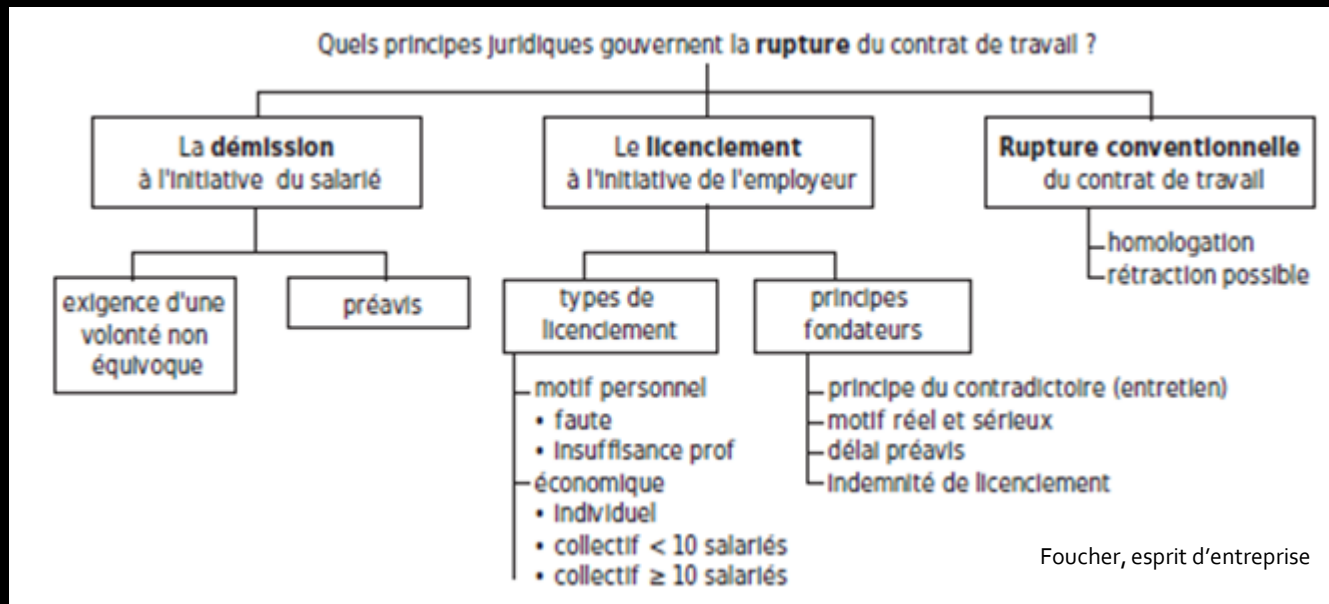 Quels principes juridiques gouvernent la rupture du contrat de travail ?
La démission
à l'initiative du salarié
Le licenciement
à l'initiative de l'employeur
Rupture conventionnelle
du contrat de travail
homologation
rétraction possible
exigence d'une
volonté non
équivoque
préavis
types de
licenciement
principes
fondateurs
motif personnel
• faute
• insuffisance prof
économique
• individuel
• collectif < 10 salariés
• collectif ≥ 10 salariés
principe du contradictoire (entretien)
motif réel et sérieux
délai préavis
indemnité de licenciement
Foucher, esprit d'entreprise